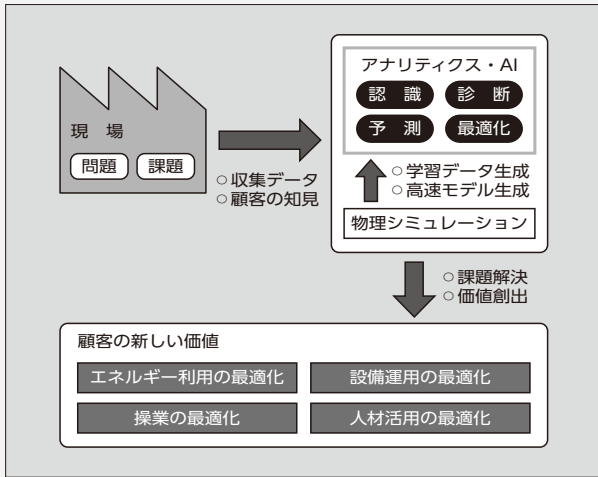 アナリティクス・AI
認 識
診 断
予 測
最適化
現 場
問題
課題
○収集データ
○顧客の知見
○学習データ生成
○高速モデル生成
物理シミュレーション
○課題解決
○価値創出
顧客の新しい価値
エネルギー利用の最適化
設備運用の最適化
操業の最適化
人材活用の最適化